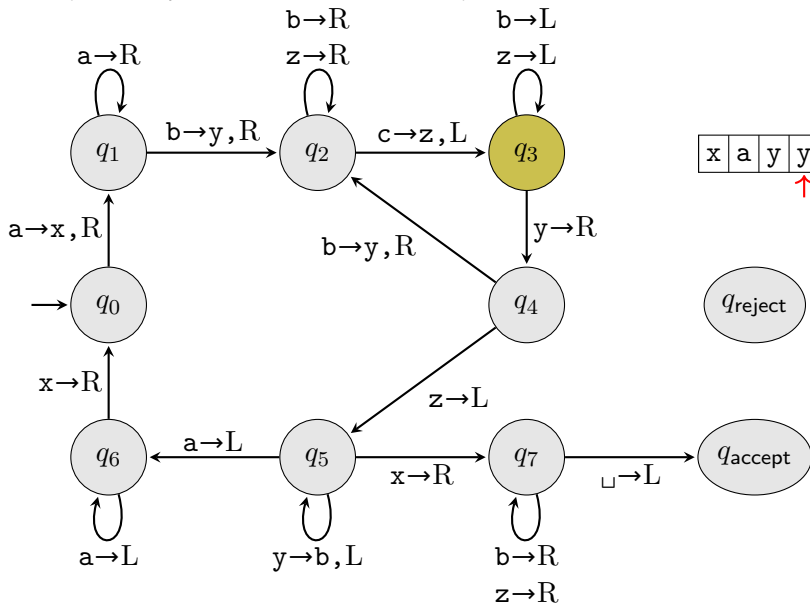 b→R
z→R
b→L
z→L
a→R
q1
b→y,R
q2
c→z,L
q3
x a y y
a→x,R
b→y,R
y→R
q0
q4
qreject
x→R
z→L
q6
a→L
q5
x→R
q7
␣→L
qaccept
a→L
y→b,L
b→R
z→R